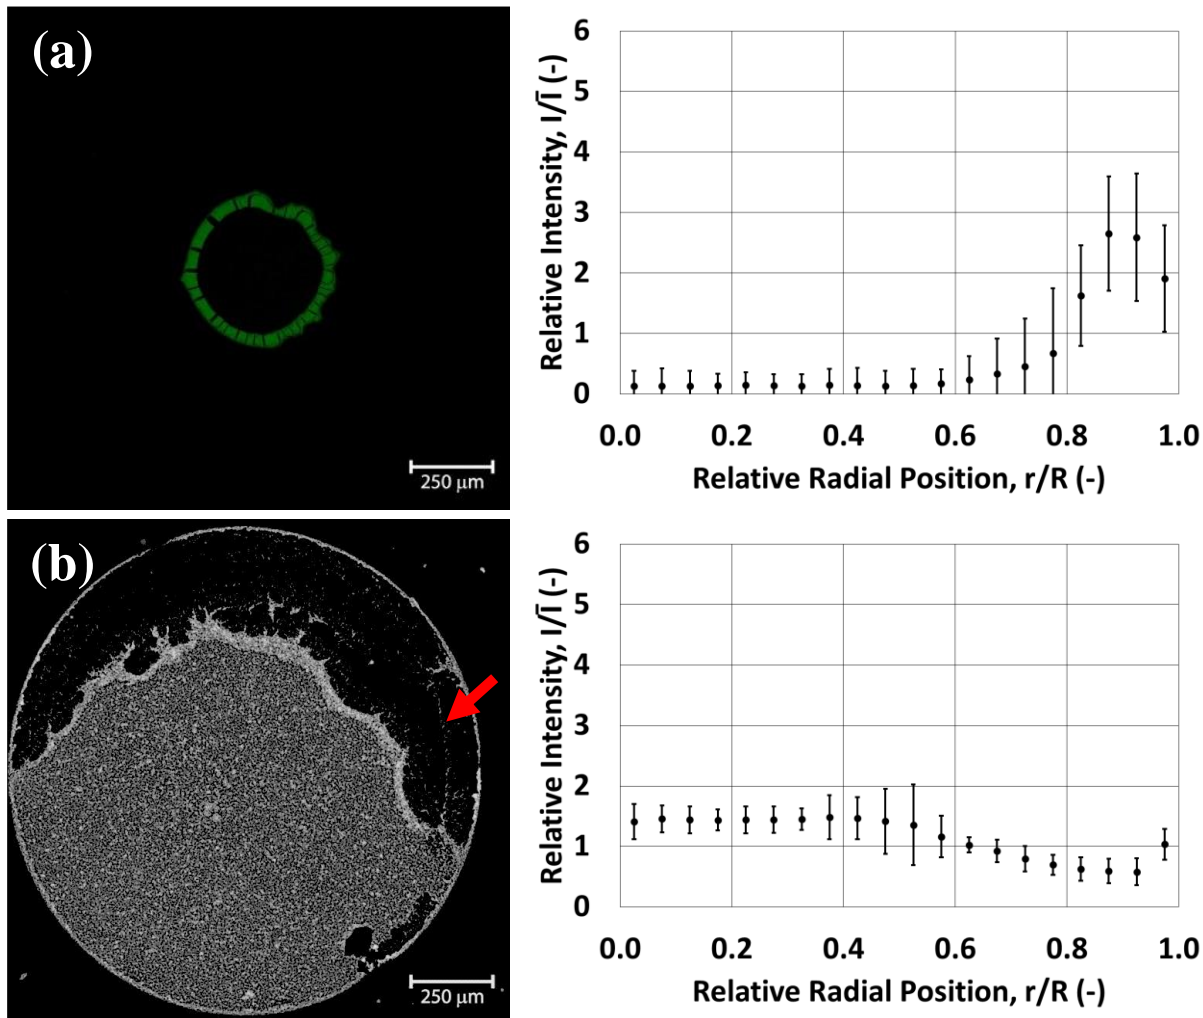 (a)
250 µm
Relative Intensity, I/Ī (-)
6
5
4
3
2
1
0
0.0 0.2 0.4 0.6 0.8 1.0
Relative Radial Position, r/R (-)
(b)
250 µm
Relative Intensity, I/Ī (-)
6
5
4
3
2
1
0
0.0 0.2 0.4 0.6 0.8 1.0
Relative Radial Position, r/R (-)